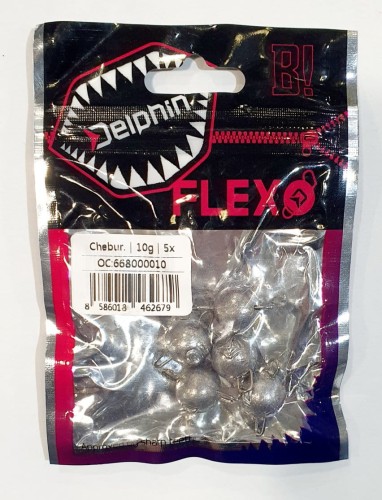 B!
Delphin
FLEXO
Chebur. | 10g | 5x
OC:668000010
8 586018 462679